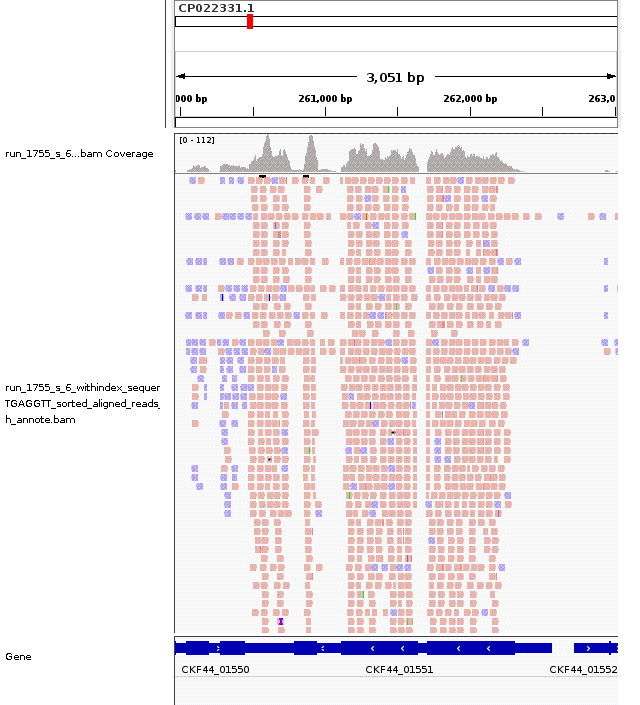 CP022331.1
3,051 bp
000 bp 261,000 bp 262,000 bp 263,0
run_1755_s_6...bam Coverage
[0 - 112]
run_1755_s_6_withindex_sequer
TGAGGTT_sorted_aligned_reads_
h_annote.bam
Gene
CKF44_01550 CKF44_01551 CKF44_01552